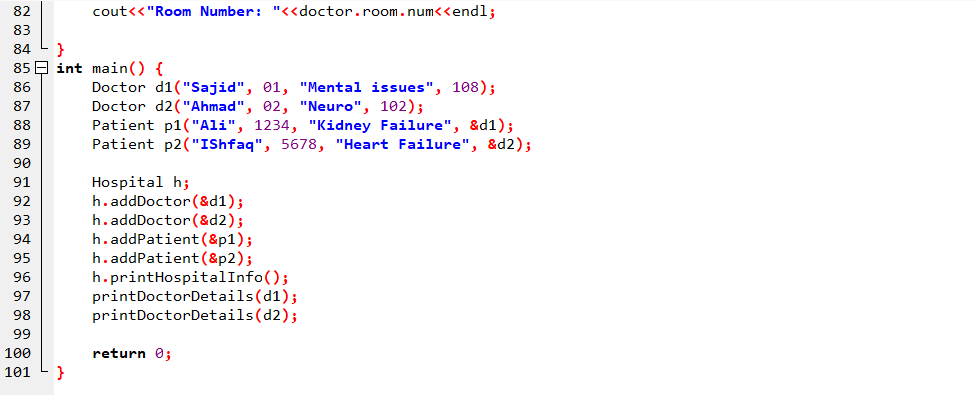 82 cout<<"Room Number: "<<doctor.room.num<<endl;
83
84 }
85 int main() {
86 Doctor d1("Sajid", 01, "Mental issues", 108);
87 Doctor d2("Ahmad", 02, "Neuro", 102);
88 Patient p1("Ali", 1234, "Kidney Failure", &d1);
89 Patient p2("IShfaq", 5678, "Heart Failure", &d2);
90
91 Hospital h;
92 h.addDoctor(&d1);
93 h.addDoctor(&d2);
94 h.addPatient(&p1);
95 h.addPatient(&p2);
96 h.printHospitalInfo();
97 printDoctorDetails(d1);
98 printDoctorDetails(d2);
99
100 return 0;
101 }